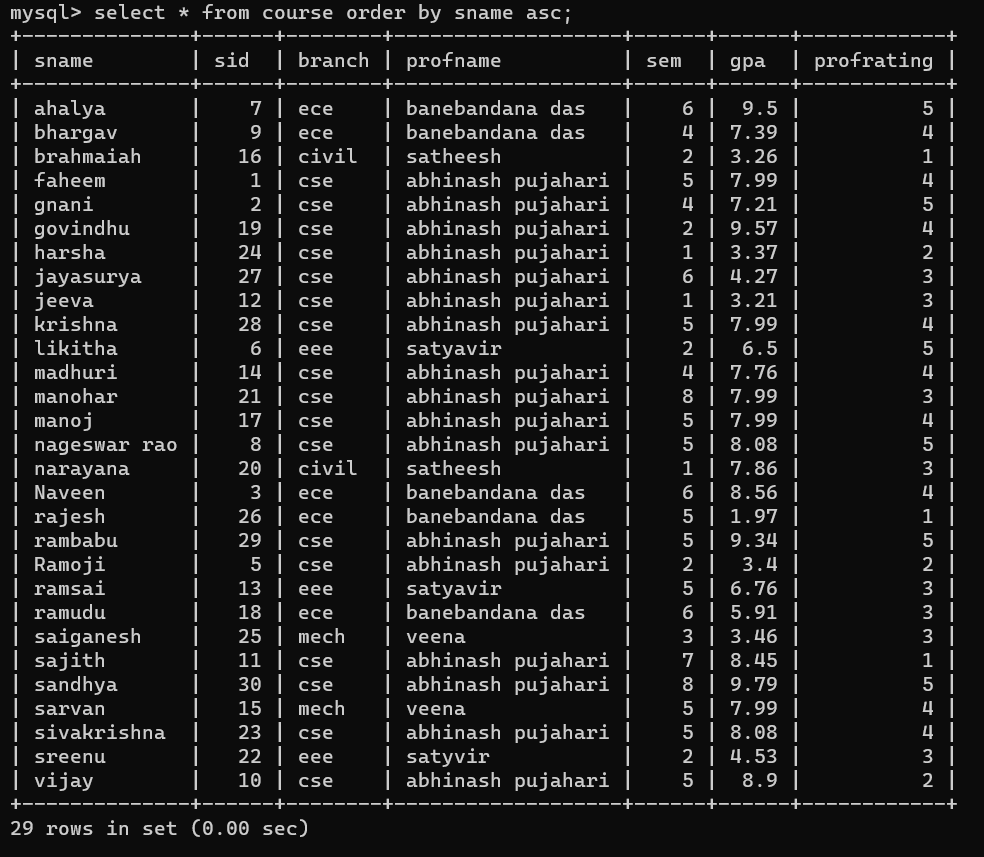 mysql> select * from course order by sname asc;
+--------------+------+--------+-------------------+------+------+------------+
| sname        | sid  | branch | profname          | sem  | gpa  | profrating |
+--------------+------+--------+-------------------+------+------+------------+
| ahalya       |    7 | ece    | banebandana das   |    6 |  9.5 |          5 |
| bhargav      |    9 | ece    | banebandana das   |    4 | 7.39 |          4 |
| brahmaiah    |   16 | civil  | satheesh          |    2 | 3.26 |          1 |
| faheem       |    1 | cse    | abhinash pujahari |    5 | 7.99 |          4 |
| gnani        |    2 | cse    | abhinash pujahari |    4 | 7.21 |          5 |
| govindhu     |   19 | cse    | abhinash pujahari |    2 | 9.57 |          4 |
| harsha       |   24 | cse    | abhinash pujahari |    1 | 3.37 |          2 |
| jayasurya    |   27 | cse    | abhinash pujahari |    6 | 4.27 |          3 |
| jeeva        |   12 | cse    | abhinash pujahari |    1 | 3.21 |          3 |
| krishna      |   28 | cse    | abhinash pujahari |    5 | 7.99 |          4 |
| likitha      |    6 | eee    | satyavir          |    2 |  6.5 |          5 |
| madhuri      |   14 | cse    | abhinash pujahari |    4 | 7.76 |          4 |
| manohar      |   21 | cse    | abhinash pujahari |    8 | 7.99 |          3 |
| manoj        |   17 | cse    | abhinash pujahari |    5 | 7.99 |          4 |
| nageswar rao |    8 | cse    | abhinash pujahari |    5 | 8.08 |          5 |
| narayana     |   20 | civil  | satheesh          |    1 | 7.86 |          3 |
| Naveen       |    3 | ece    | banebandana das   |    6 | 8.56 |          4 |
| rajesh       |   26 | ece    | banebandana das   |    5 | 1.97 |          1 |
| rambabu      |   29 | cse    | abhinash pujahari |    5 | 9.34 |          5 |
| Ramoji       |    5 | cse    | abhinash pujahari |    2 |  3.4 |          2 |
| ramsai       |   13 | eee    | satyavir          |    5 | 6.76 |          3 |
| ramudu       |   18 | ece    | banebandana das   |    6 | 5.91 |          3 |
| saiganesh    |   25 | mech   | veena             |    3 | 3.46 |          3 |
| sajith       |   11 | cse    | abhinash pujahari |    7 | 8.45 |          1 |
| sandhya      |   30 | cse    | abhinash pujahari |    8 | 9.79 |          5 |
| sarvan       |   15 | mech   | veena             |    5 | 7.99 |          4 |
| sivakrishna  |   23 | cse    | abhinash pujahari |    5 | 8.08 |          4 |
| sreenu       |   22 | eee    | satyvir           |    2 | 4.53 |          3 |
| vijay        |   10 | cse    | abhinash pujahari |    5 |  8.9 |          2 |
+--------------+------+--------+-------------------+------+------+------------+
29 rows in set (0.00 sec)